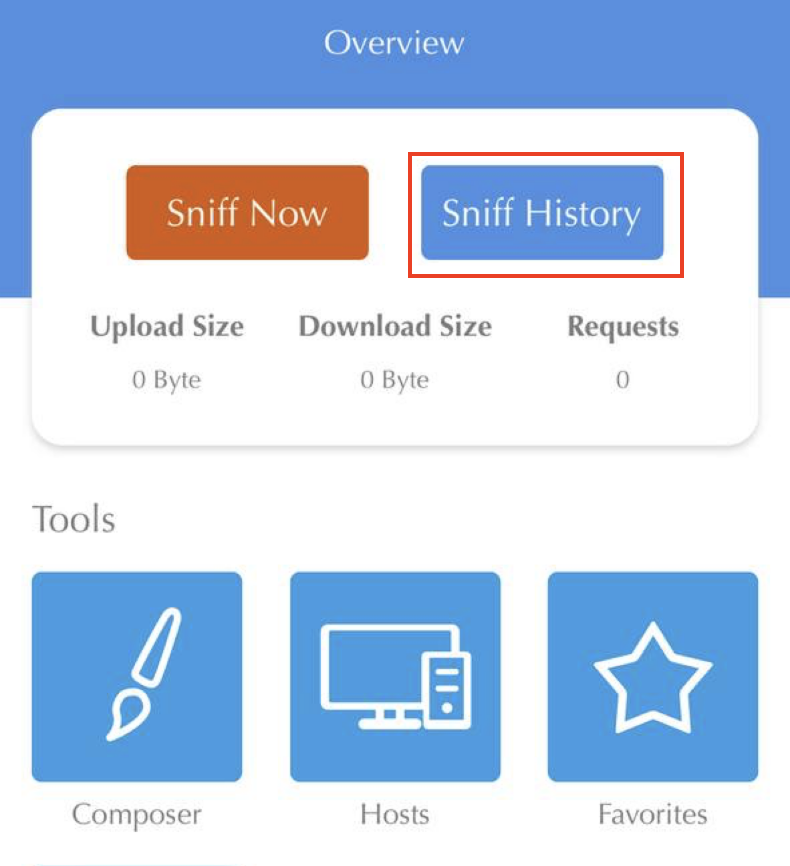 Overview
Sniff Now Sniff History
Upload Size Download Size Requests
0 Byte 0 Byte 0
Tools
Composer Hosts Favorites